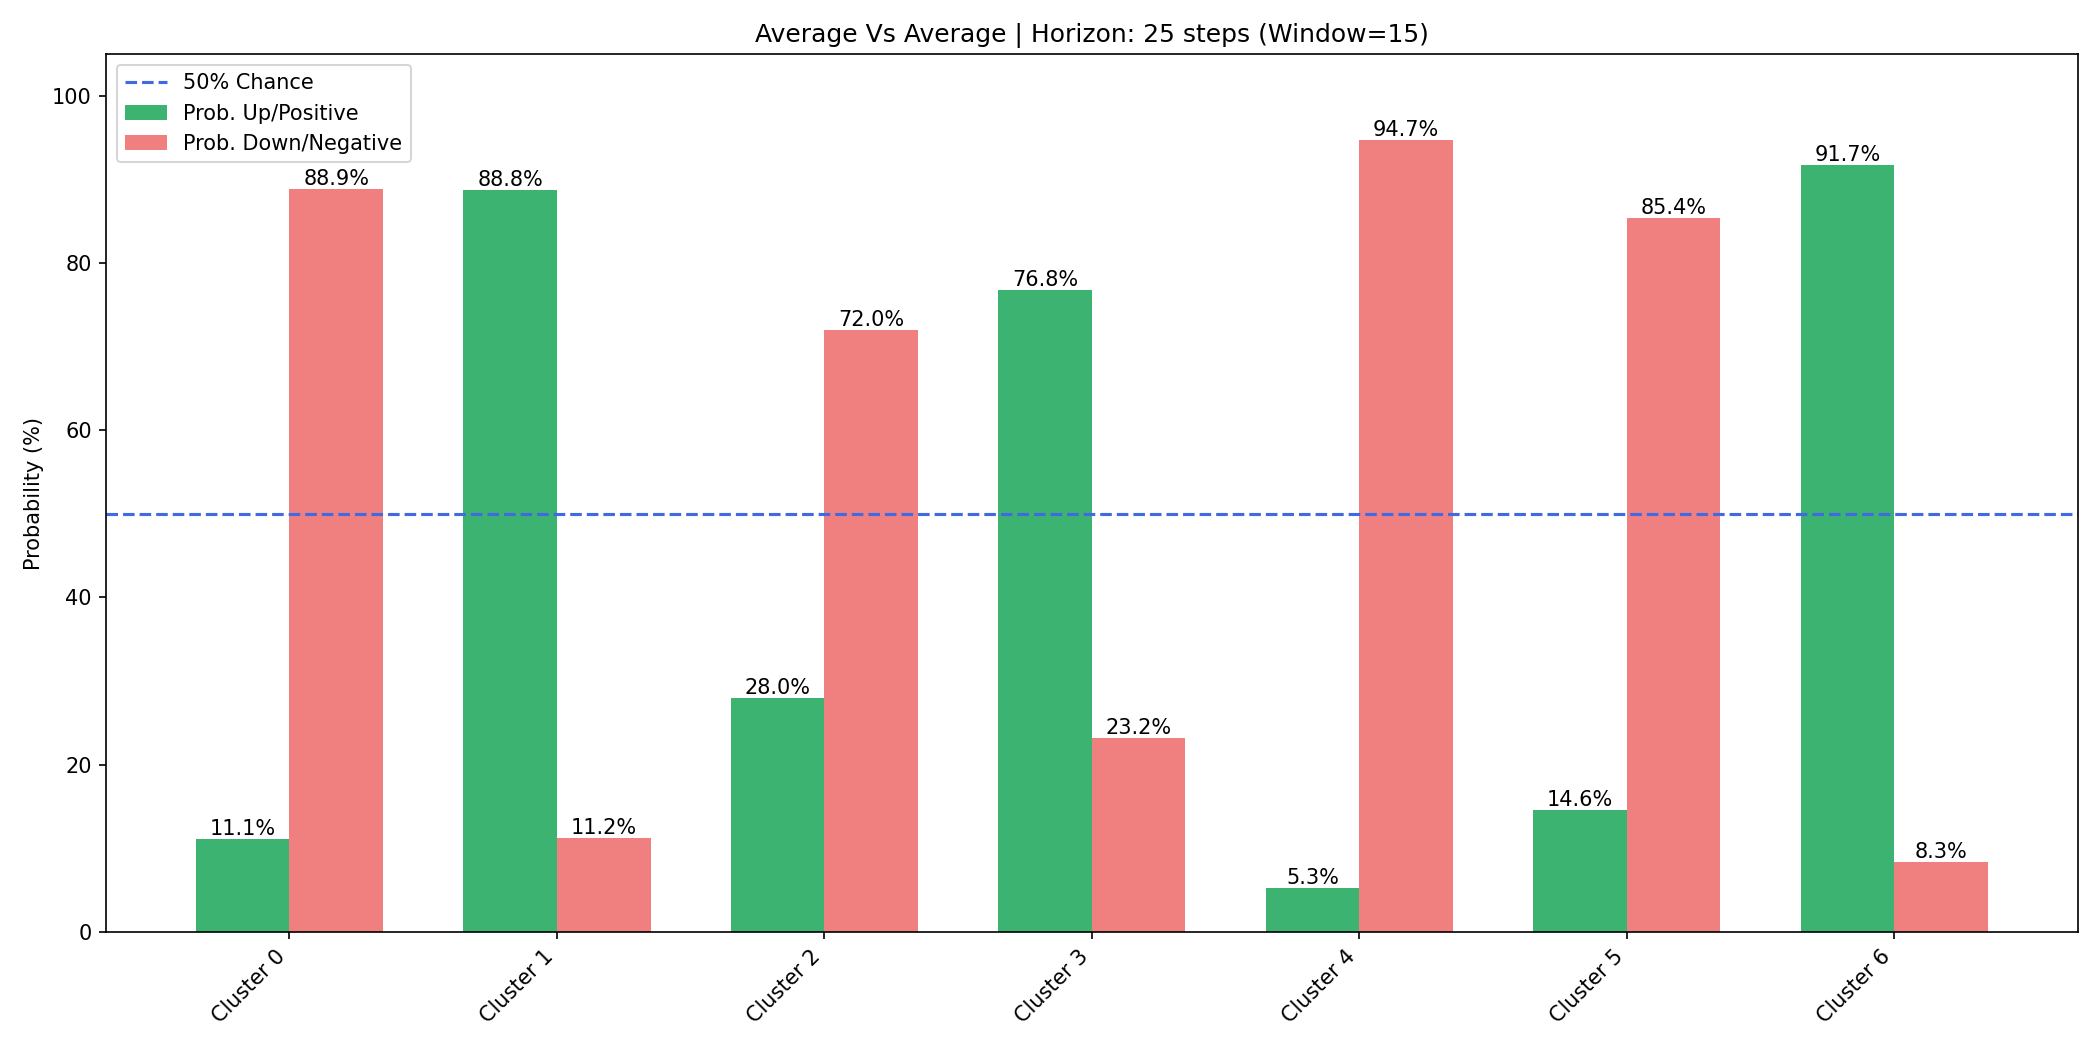 Average Vs Average | Horizon: 25 steps (Window=15)
50% Chance
Prob. Up/Positive
Prob. Down/Negative
Probability (%)
100
80
60
40
20
0
11.1%
88.9%
88.8%
11.2%
28.0%
72.0%
76.8%
23.2%
5.3%
94.7%
14.6%
85.4%
91.7%
8.3%
Cluster 0
Cluster 1
Cluster 2
Cluster 3
Cluster 4
Cluster 5
Cluster 6